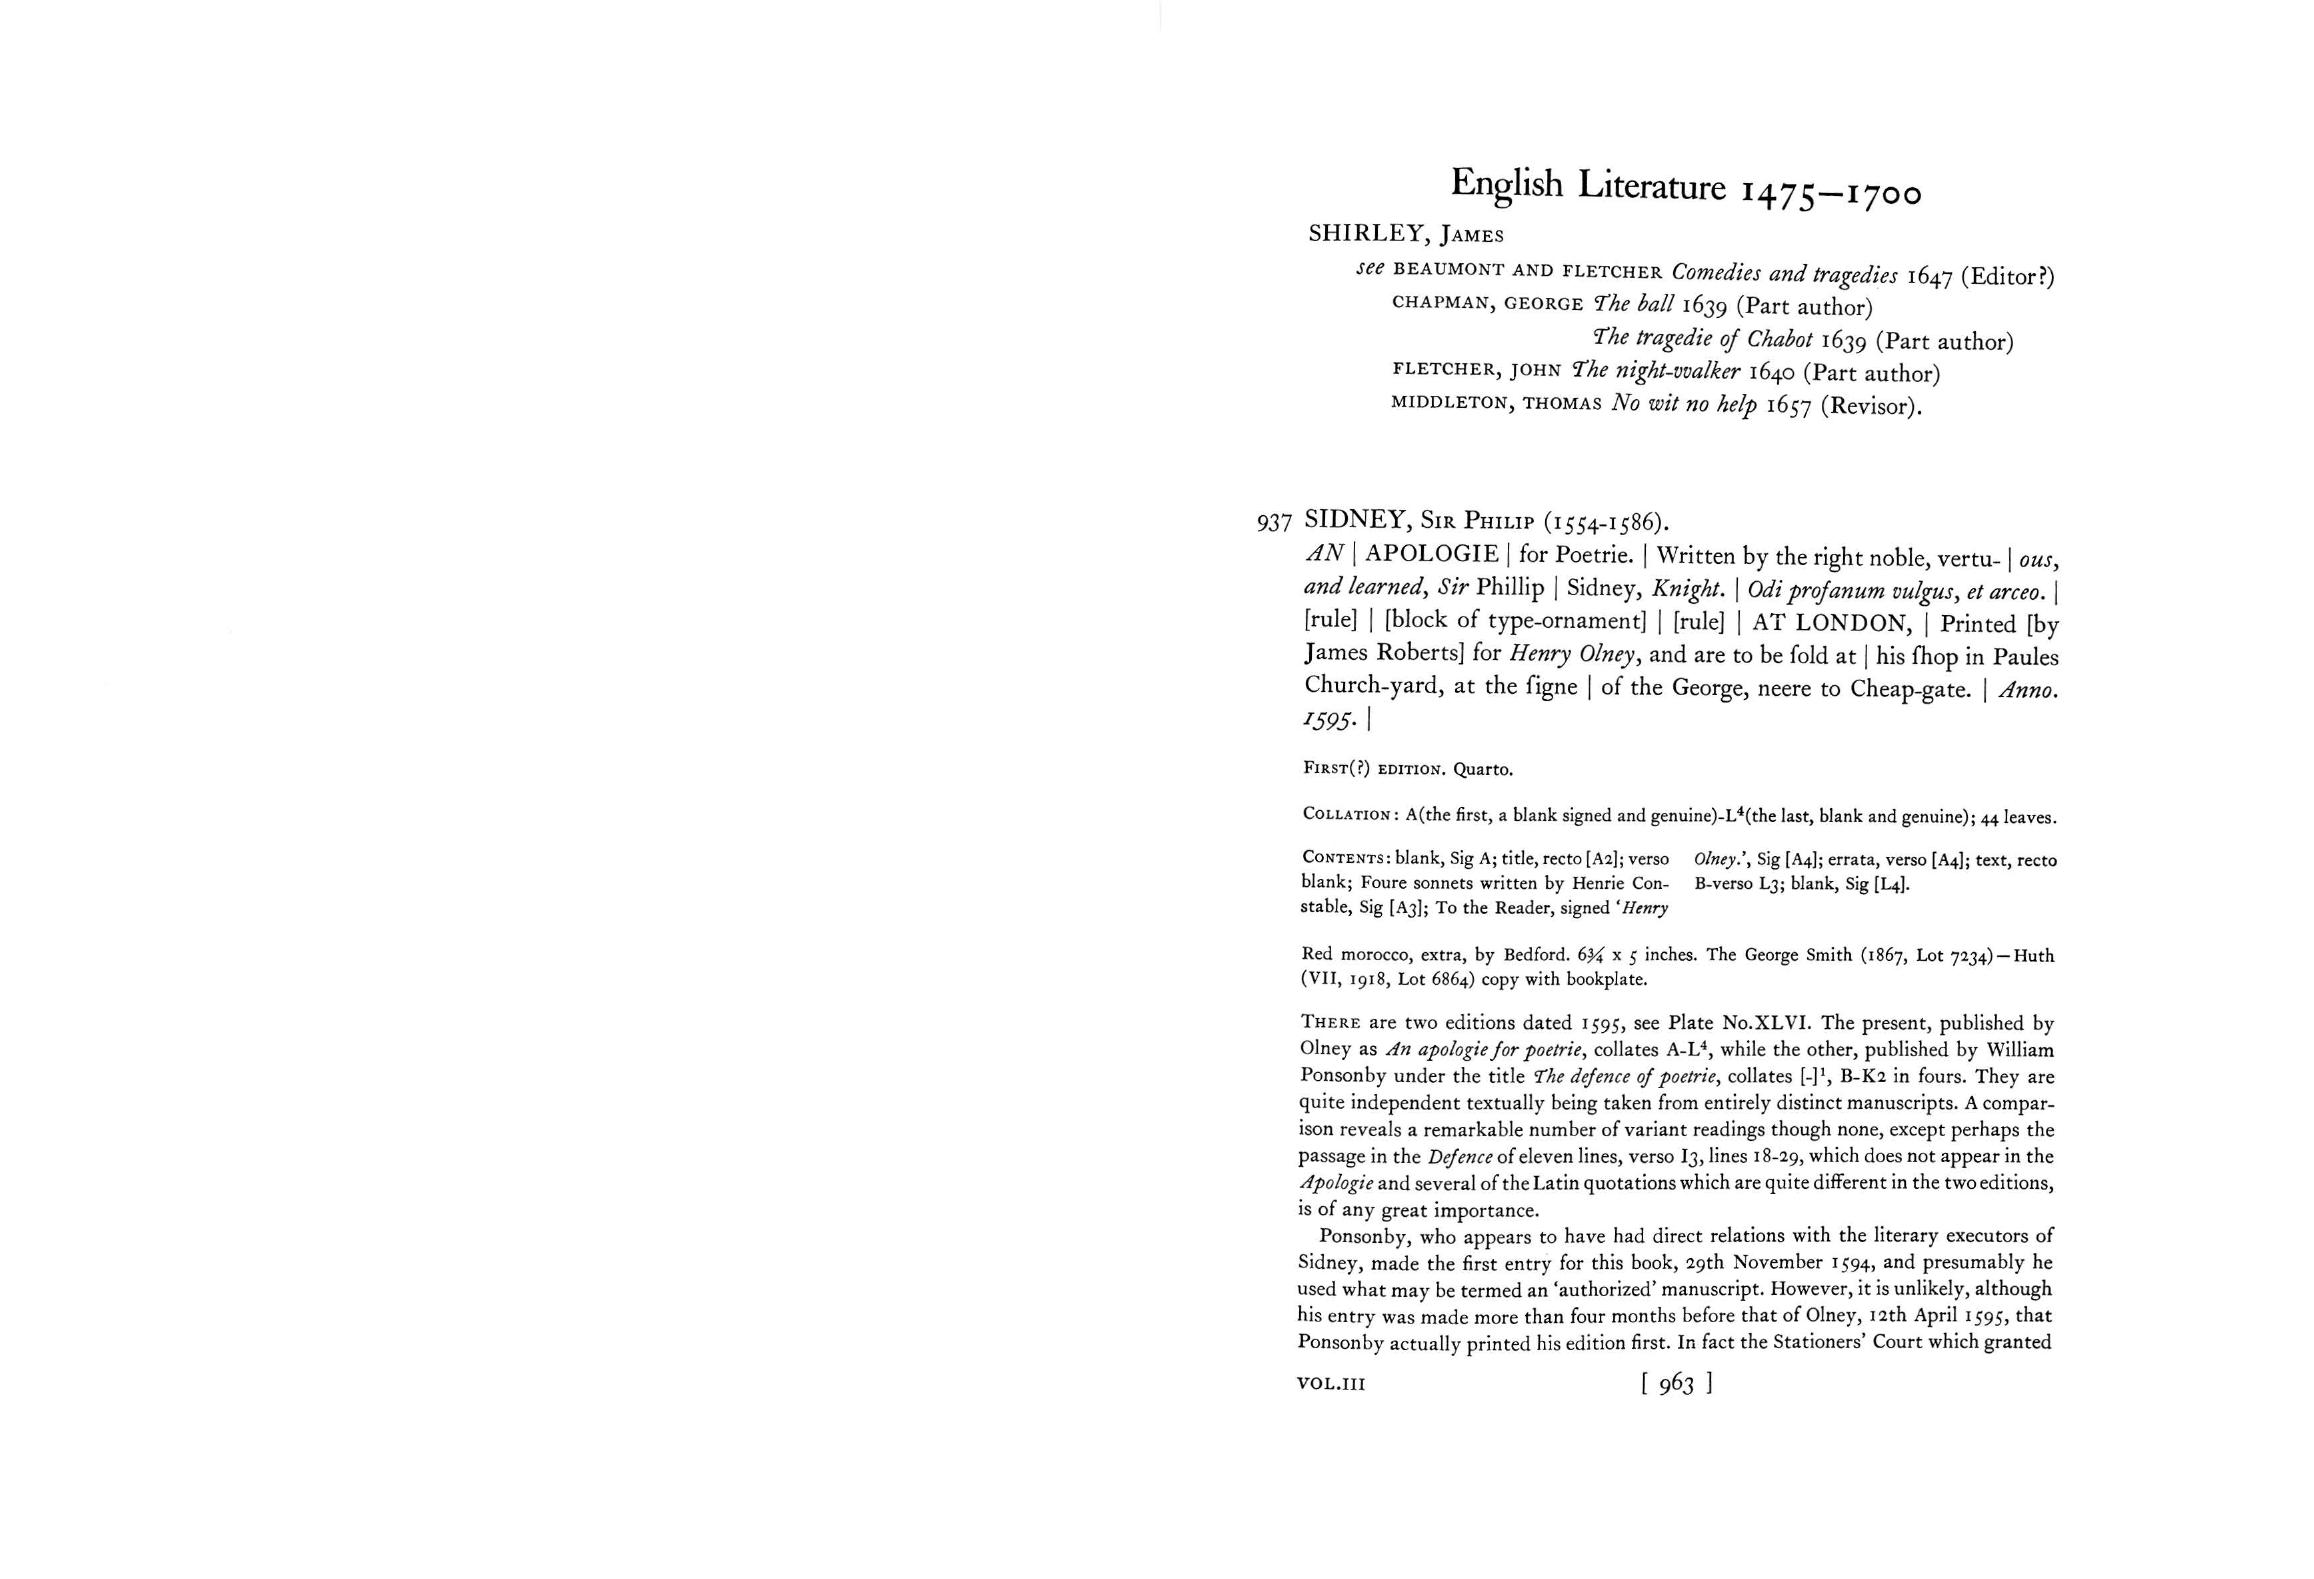 English Literature 1475–1700
SHIRLEY, JAMES
see BEAUMONT AND FLETCHER Comedies and tragedies 1647 (Editor?)
CHAPMAN, GEORGE The ball 1639 (Part author)
The tragedie of Chabot 1639 (Part author)
FLETCHER, JOHN The night-vvalker 1640 (Part author)
MIDDLETON, THOMAS No wit no help 1657 (Revisor).
937 SIDNEY, SIR PHILIP (1554-1586).
AN | APOLOGIE | for Poetrie. | Written by the right noble, vertu- | ous,
and learned, Sir Phillip | Sidney, Knight. | Odi profanum vulgus, et arceo. |
[rule] | [block of type-ornament] | [rule] | AT LONDON, | Printed [by
James Roberts] for Henry Olney, and are to be ſold at | his ſhop in Paules
Church-yard, at the ſigne | of the George, neere to Cheap-gate. | Anno.
1595. |
FIRST(?) EDITION. Quarto.
COLLATION: A(the first, a blank signed and genuine)-L⁴(the last, blank and genuine); 44 leaves.
CONTENTS: blank, Sig A; title, recto [A2]; verso
blank; Foure sonnets written by Henrie Con-
stable, Sig [A3]; To the Reader, signed ‘Henry
Olney.’, Sig [A4]; errata, verso [A4]; text, recto
B-verso L3; blank, Sig [L4].
Red morocco, extra, by Bedford. 6¾ x 5 inches. The George Smith (1867, Lot 7234)—Huth
(VII, 1918, Lot 6864) copy with bookplate.
THERE are two editions dated 1595, see Plate No.XLVI. The present, published by
Olney as An apologie for poetrie, collates A-L⁴, while the other, published by William
Ponsonby under the title The defence of poetrie, collates [-]¹, B-K2 in fours. They are
quite independent textually being taken from entirely distinct manuscripts. A compar-
ison reveals a remarkable number of variant readings though none, except perhaps the
passage in the Defence of eleven lines, verso I3, lines 18-29, which does not appear in the
Apologie and several of the Latin quotations which are quite different in the two editions,
is of any great importance.
Ponsonby, who appears to have had direct relations with the literary executors of
Sidney, made the first entry for this book, 29th November 1594, and presumably he
used what may be termed an ‘authorized’ manuscript. However, it is unlikely, although
his entry was made more than four months before that of Olney, 12th April 1595, that
Ponsonby actually printed his edition first. In fact the Stationers’ Court which granted
VOL.III [ 963 ]